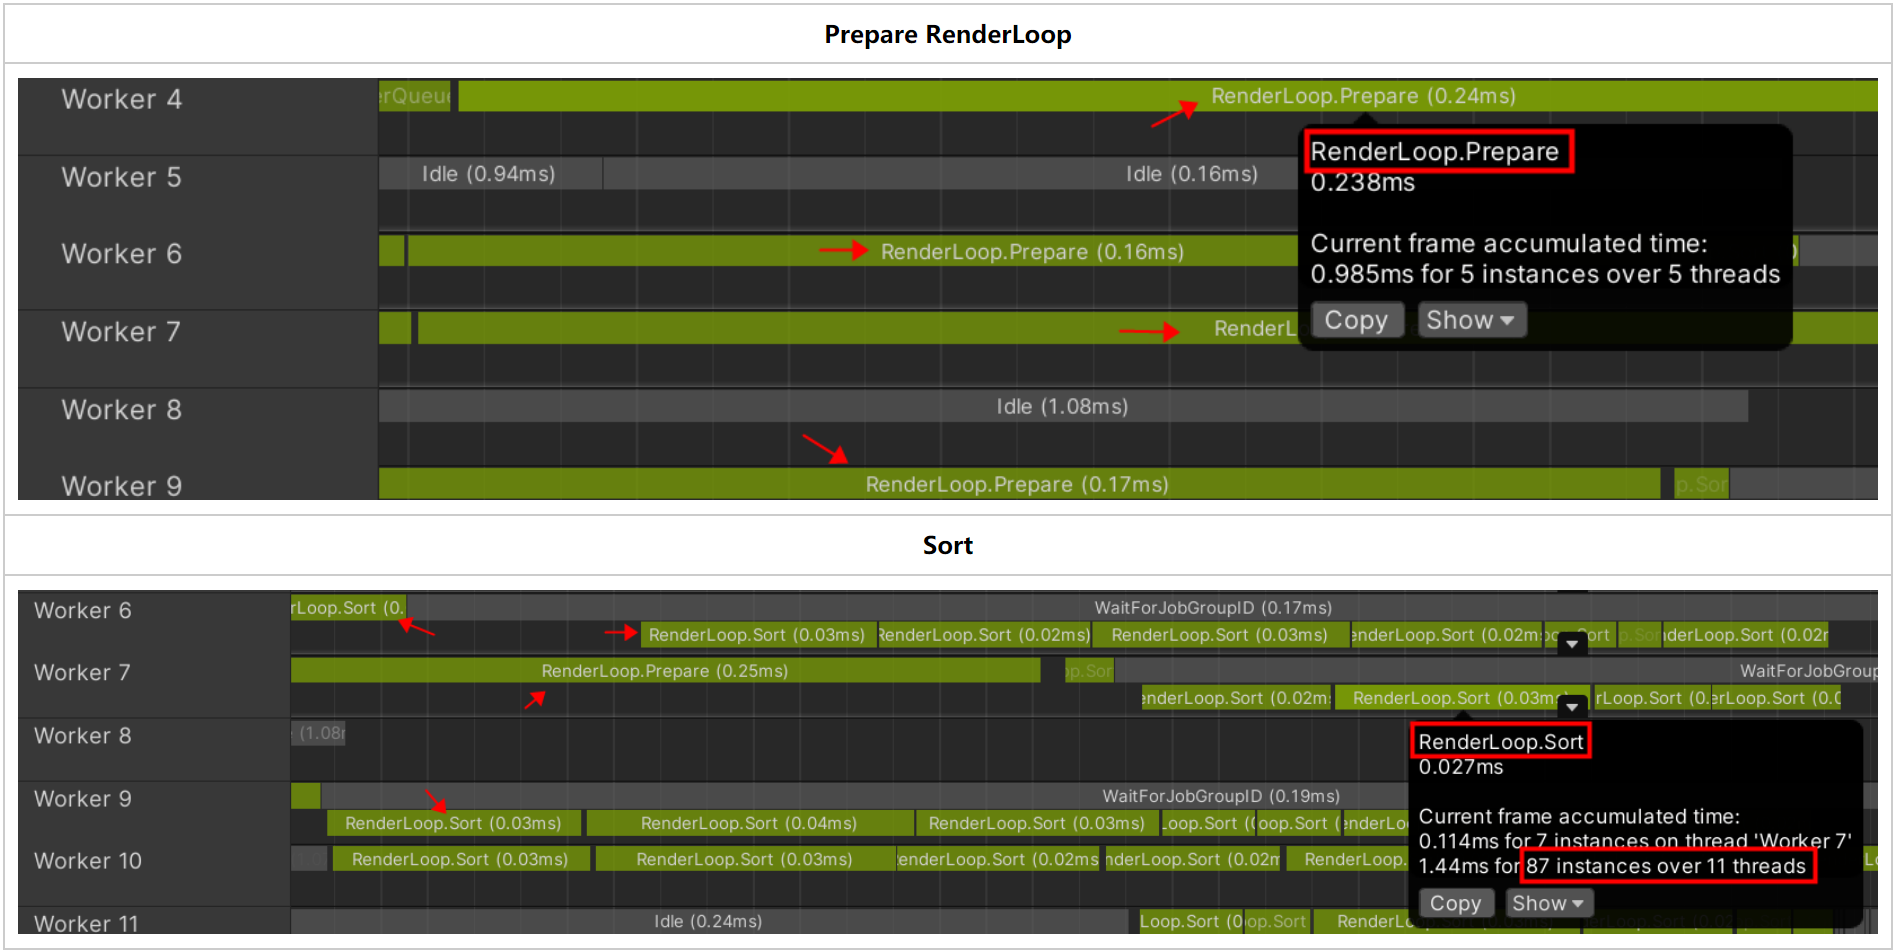 Prepare RenderLoop
Worker 4
RenderLoop.Prepare (0.24ms)
RenderLoop.Prepare
0.238ms
Worker 5
Idle (0.94ms)
Idle (0.16ms)
Current frame accumulated time:
0.985ms for 5 instances over 5 threads
Copy
Show
Worker 6
RenderLoop.Prepare (0.16ms)
Worker 7
RenderL
Worker 8
Idle (1.08ms)
Worker 9
RenderLoop.Prepare (0.17ms)
p.Sor
Sort
Worker 6
rLoop.Sort (0.
WaitForJobGroupID (0.17ms)
RenderLoop.Sort (0.03ms)
RenderLoop.Sort (0.02ms)
RenderLoop.Sort (0.03ms)
enderLoop.Sort (0.02m
derLoop.Sort (0.02r
Worker 7
RenderLoop.Prepare (0.25ms)
op.Sor
WaitForJobGroup
enderLoop.Sort (0.02m
RenderLoop.Sort (0.03ms
rLoop.Sort (0.
erLoop.Sort (0.0
Worker 8
(1.08r
RenderLoop.Sort
0.027ms
Worker 9
WaitForJobGroupID (0.19ms)
RenderLoop.Sort (0.03ms)
RenderLoop.Sort (0.04ms)
RenderLoop.Sort (0.03ms)
Loop.Sort (
oop.Sort (
enderLo
Current frame accumulated time:
0.114ms for 7 instances on thread 'Worker 7'
1.44ms for 87 instances over 11 threads
Copy
Show
Worker 10
RenderLoop.Sort (0.03ms)
RenderLoop.Sort (0.03ms)
enderLoop.Sort (0.02ms
nderLoop.Sort (0.02m
RenderLoop.
Worker 11
Idle (0.24ms)
Loop.Sort (0
op.Sort
RenderL